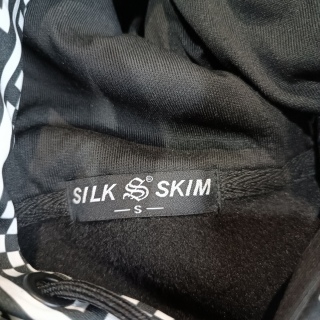 SILK S® SKIM
— S —